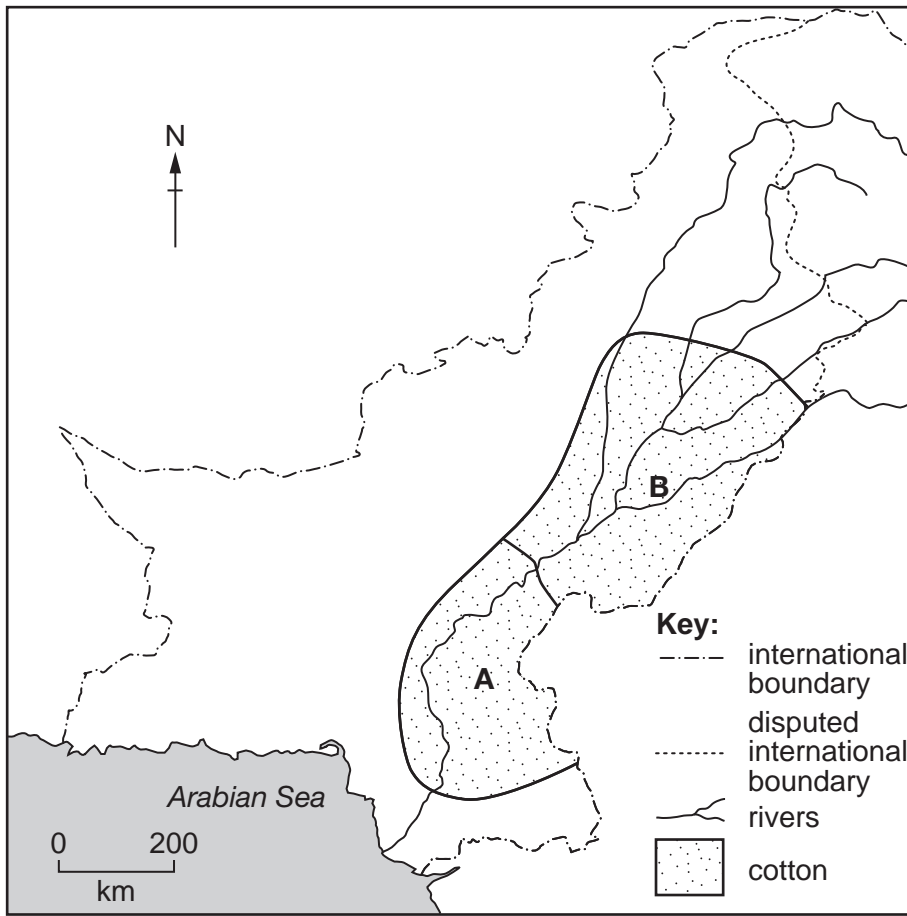 N
B
A
Key:
international
boundary
disputed
international
boundary
rivers
cotton
Arabian Sea
0 200
km